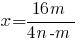 x = 16m / 4n - m